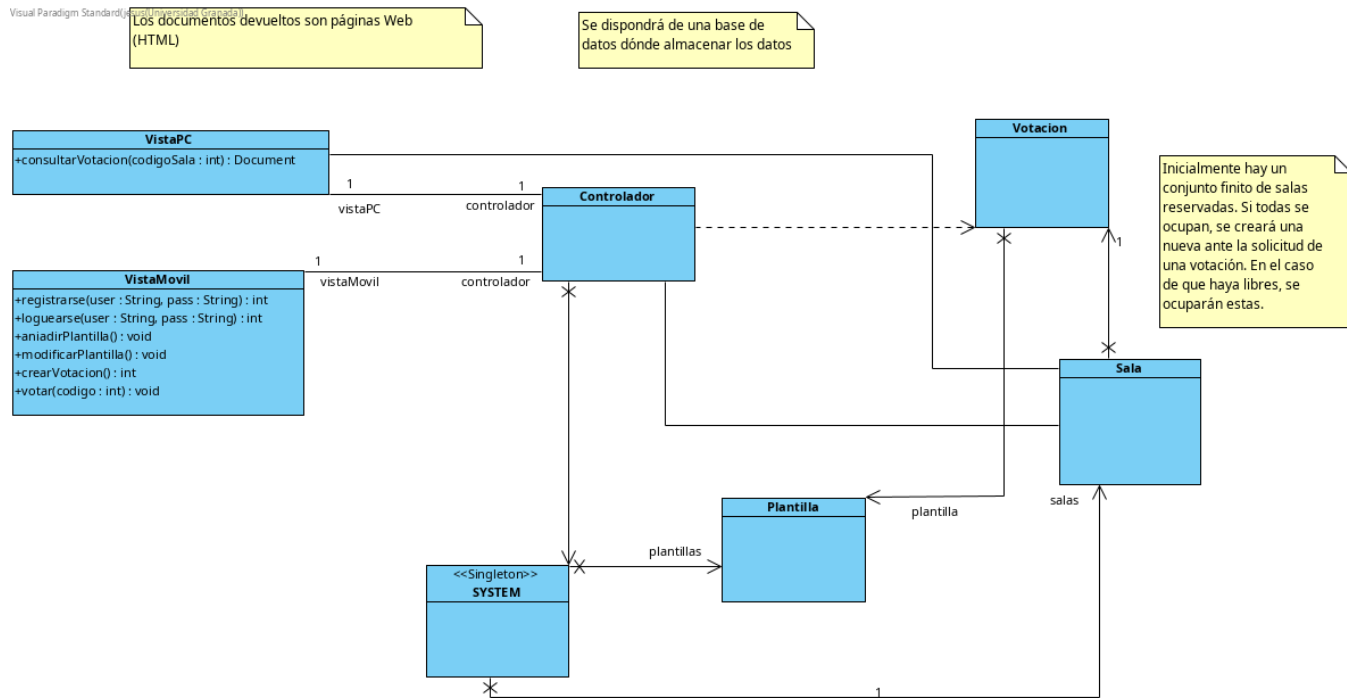 Visual Paradigm Standard(jesus(Universidad Granada))
Los documentos devueltos son páginas Web
(HTML)
Se dispondrá de una base de
datos dónde almacenar los datos
VistaPC
+consultarVotacion(codigoSala : int) : Document
Votacion
Inicialmente hay un
conjunto finito de salas
reservadas. Si todas se
ocupan, se creará una
nueva ante la solicitud de
una votación. En el caso
de que haya libres, se
ocuparán estas.
1
vistaPC
1
controlador
Controlador
1
vistaMovil
1
controlador
1
VistaMovil
+registrarse(user : String, pass : String) : int
+loguearse(user : String, pass : String) : int
+aniadirPlantilla() : void
+modificarPlantilla() : void
+crearVotacion() : int
+votar(codigo : int) : void
Sala
salas
Plantilla
plantilla
plantillas
<<Singleton>>
SYSTEM
1